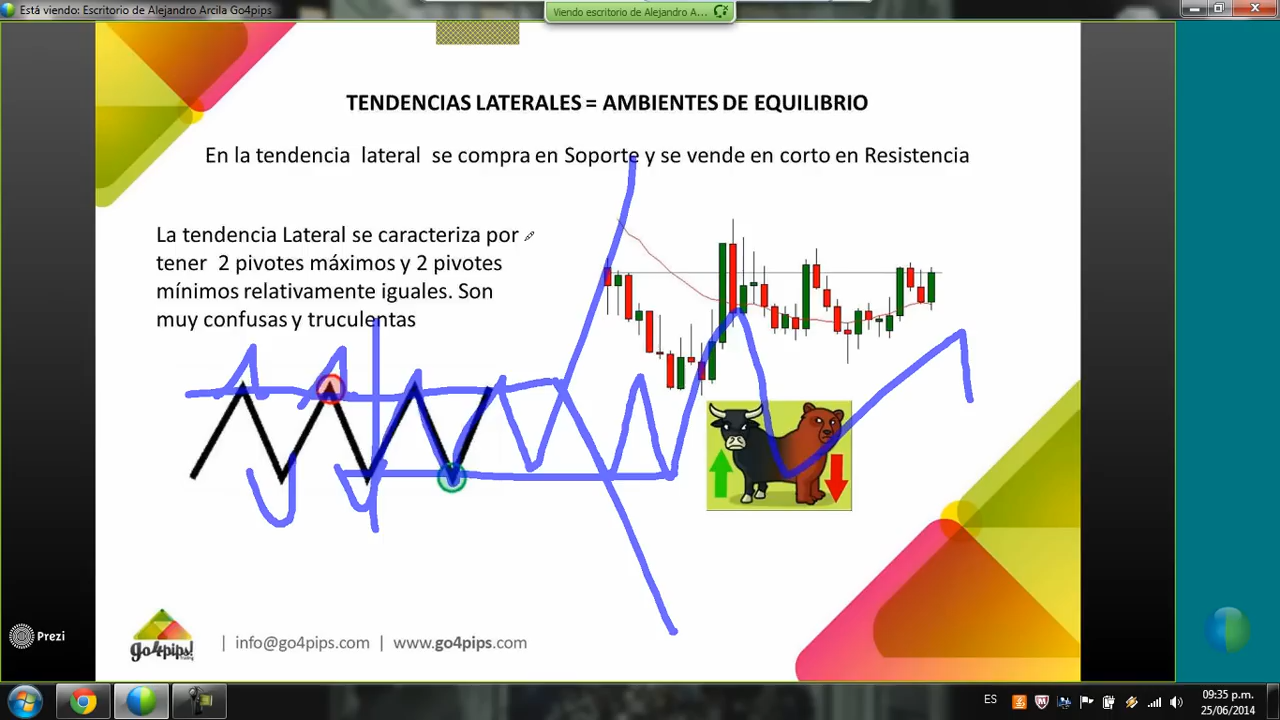 Está viendo: Escritorio de Alejandro Arcila Go4pips
Viendo escritorio de Alejandro A...
TENDENCIAS LATERALES = AMBIENTES DE EQUILIBRIO
En la tendencia lateral se compra en Soporte y se vende en corto en Resistencia
La tendencia Lateral se caracteriza por
tener 2 pivotes máximos y 2 pivotes
mínimos relativamente iguales. Son
muy confusas y truculentas
Prezi
go4pips!
| info@go4pips.com | www.go4pips.com
ES
09:35 p.m.
25/06/2014